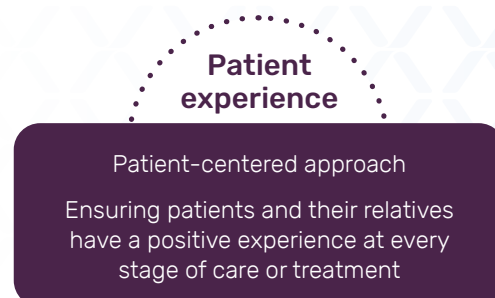 Patient
experience
Patient-centered approach
Ensuring patients and their relatives
have a positive experience at every
stage of care or treatment